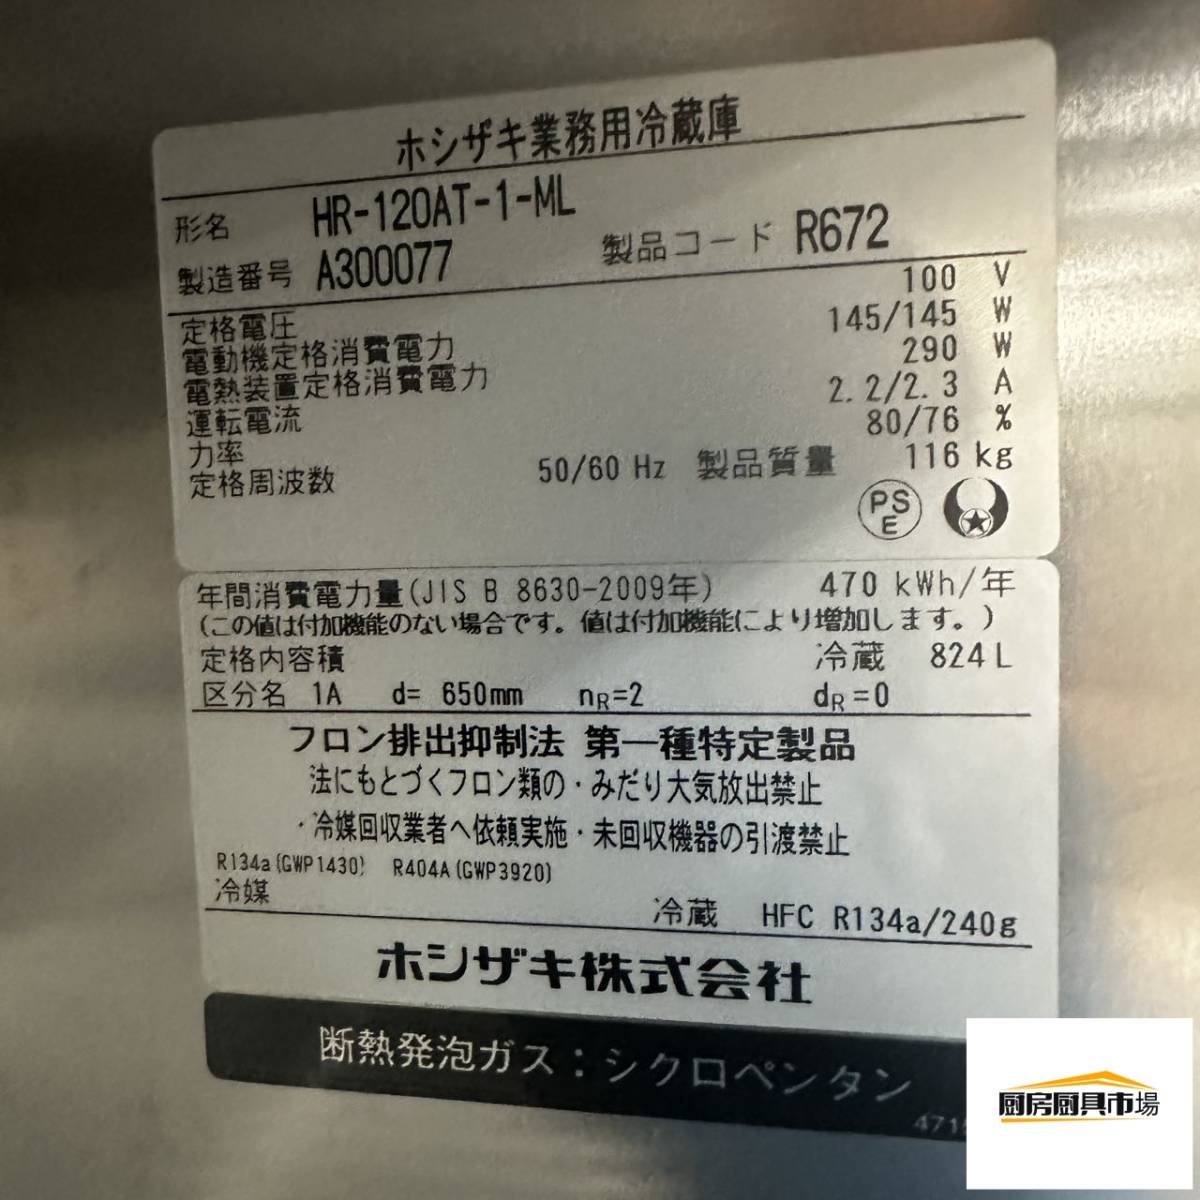 ホシザキ業務用冷蔵庫
形名 HR-120AT-1-ML
製造番号 A300077 製品コード R672
定格電圧 100 V
電動機定格消費電力 145/145 W
電熱装置定格消費電力 290 W
運転電流 2.2/2.3 A
力率 80/76 %
定格周波数 50/60 Hz 製品質量 116 kg
PS
E
年間消費電力量(JIS B 8630-2009年) 470 kWh/年
(この値は付加機能のない場合です。値は付加機能により増加します。)
定格内容積 冷蔵 824L
区分名 1A d= 650mm nR=2 dR=0
フロン排出抑制法 第一種特定製品
法にもとづくフロン類の・みだり大気放出禁止
・冷媒回収業者へ依頼実施・未回収機器の引渡禁止
R134a(GWP1430) R404A(GWP3920)
冷媒
冷蔵 HFC R134a/240g
ホシザキ株式会社
断熱発泡ガス：シクロペンタン
厨房厨具市場